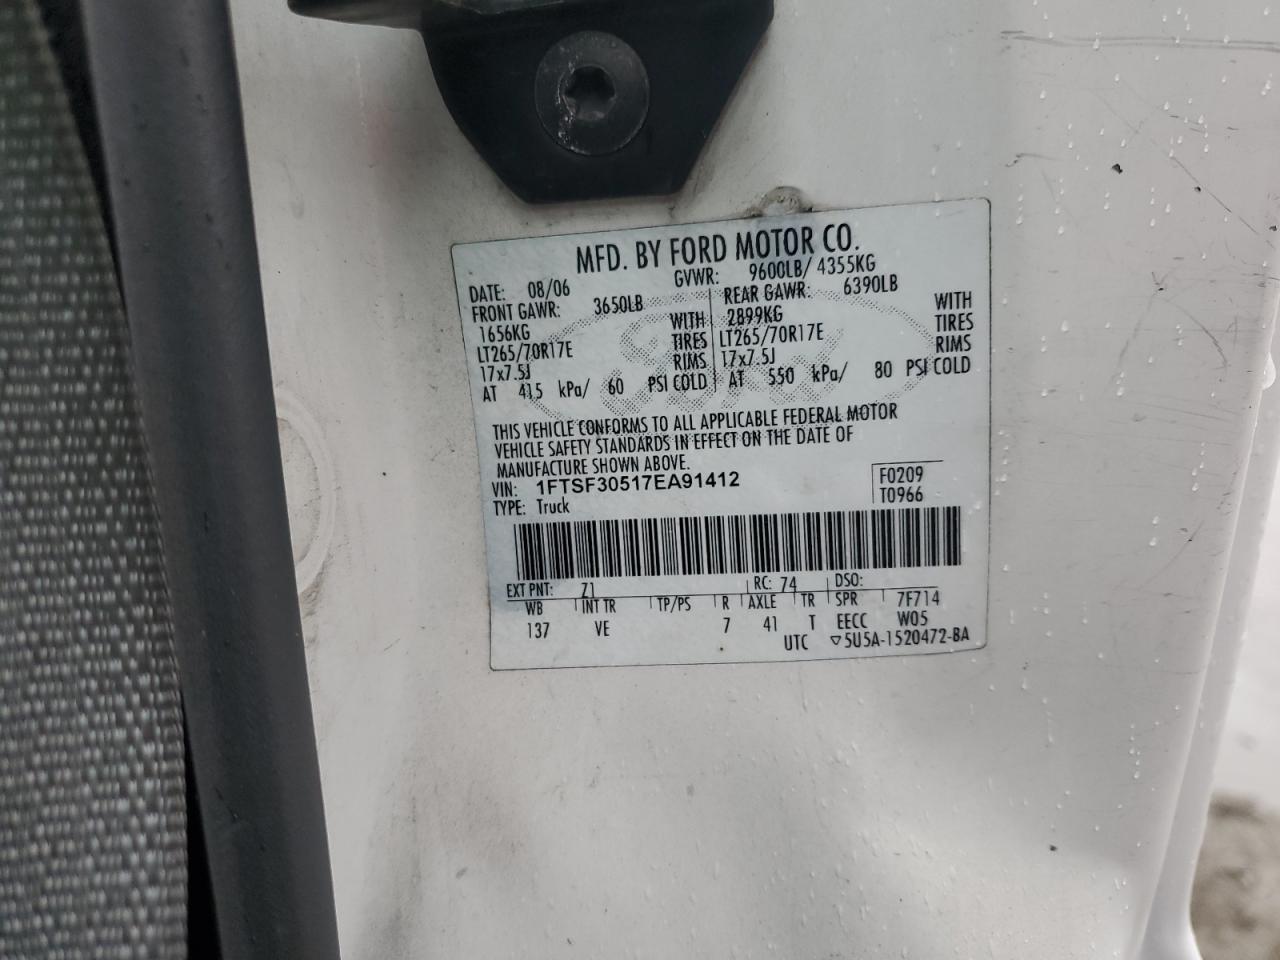 MFD. BY FORD MOTOR CO.
DATE: 08/06 GVWR: 9600LB/ 4355KG
FRONT GAWR: 3650LB REAR GAWR: 6390LB
1656KG WITH 2899KG WITH
LT265/70R17E TIRES LT265/70R17E TIRES
17x7.5J RIMS 17x7.5J RIMS
AT 415 kPa/ 60 PSI COLD AT 550 kPa/ 80 PSI COLD
THIS VEHICLE CONFORMS TO ALL APPLICABLE FEDERAL MOTOR
VEHICLE SAFETY STANDARDS IN EFFECT ON THE DATE OF
MANUFACTURE SHOWN ABOVE.
VIN: 1FTSF30517EA91412 F0209
TYPE: Truck T0966
EXT PNT: Z1 RC: 74 DSO:
WB INT TR TP/PS R AXLE TR SPR 7F714
137 VE 7 41 T EECC W05
UTC ▽5U5A-1520472-BA